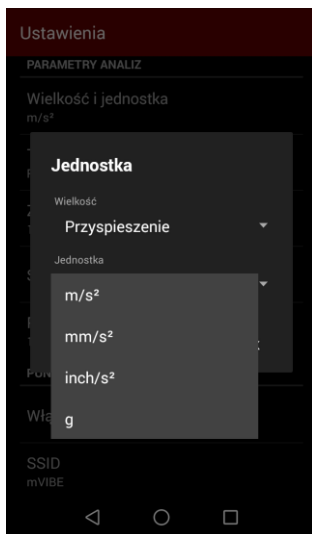 Ustawienia
PARAMETRY ANALIZ
Wielkość i jednostka
m/s²
Jednostka
Wielkość
Przyspieszenie
Jednostka
m/s²
mm/s²
inch/s²
g
SSID
mVIBE